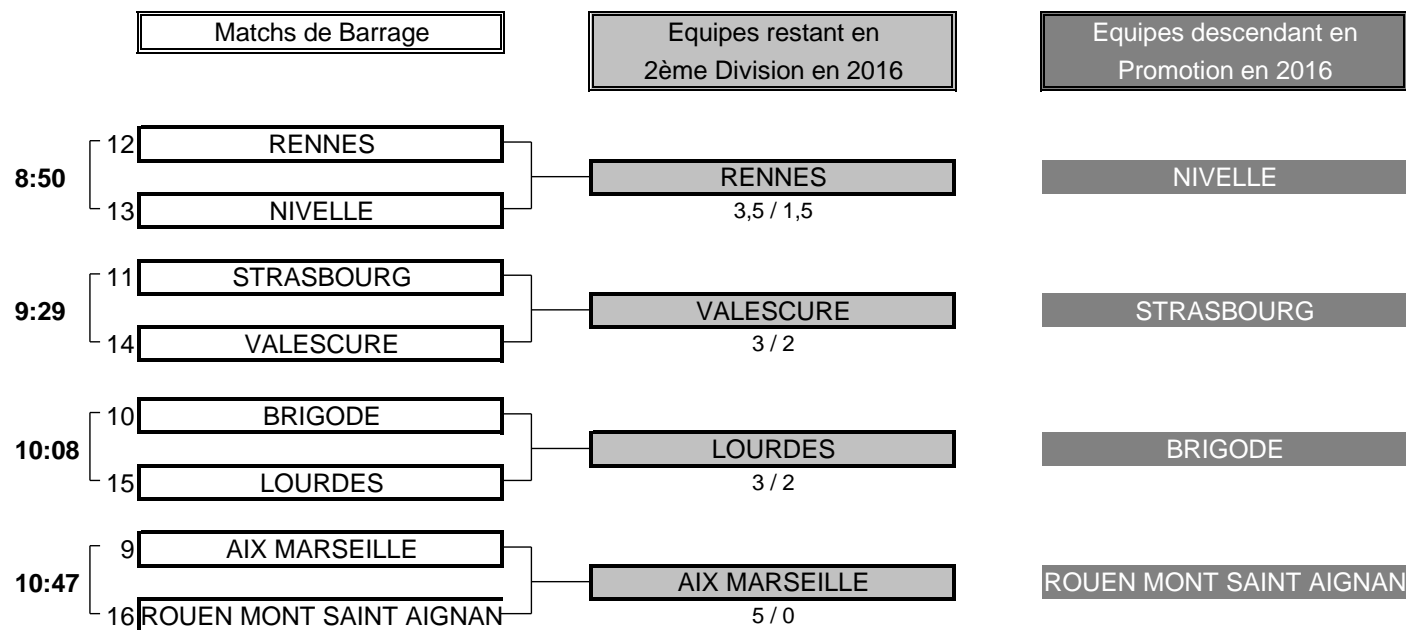 Matchs de Barrage
Equipes restant en
2ème Division en 2016
Equipes descendant en
Promotion en 2016
12 RENNES
8:50 RENNES NIVELLE
13 NIVELLE 3,5 / 1,5
11 STRASBOURG
9:29 VALESCURE STRASBOURG
14 VALESCURE 3 / 2
10 BRIGODE
10:08 LOURDES BRIGODE
15 LOURDES 3 / 2
9 AIX MARSEILLE
10:47 AIX MARSEILLE ROUEN MONT SAINT AIGNAN
16 ROUEN MONT SAINT AIGNAN 5 / 0